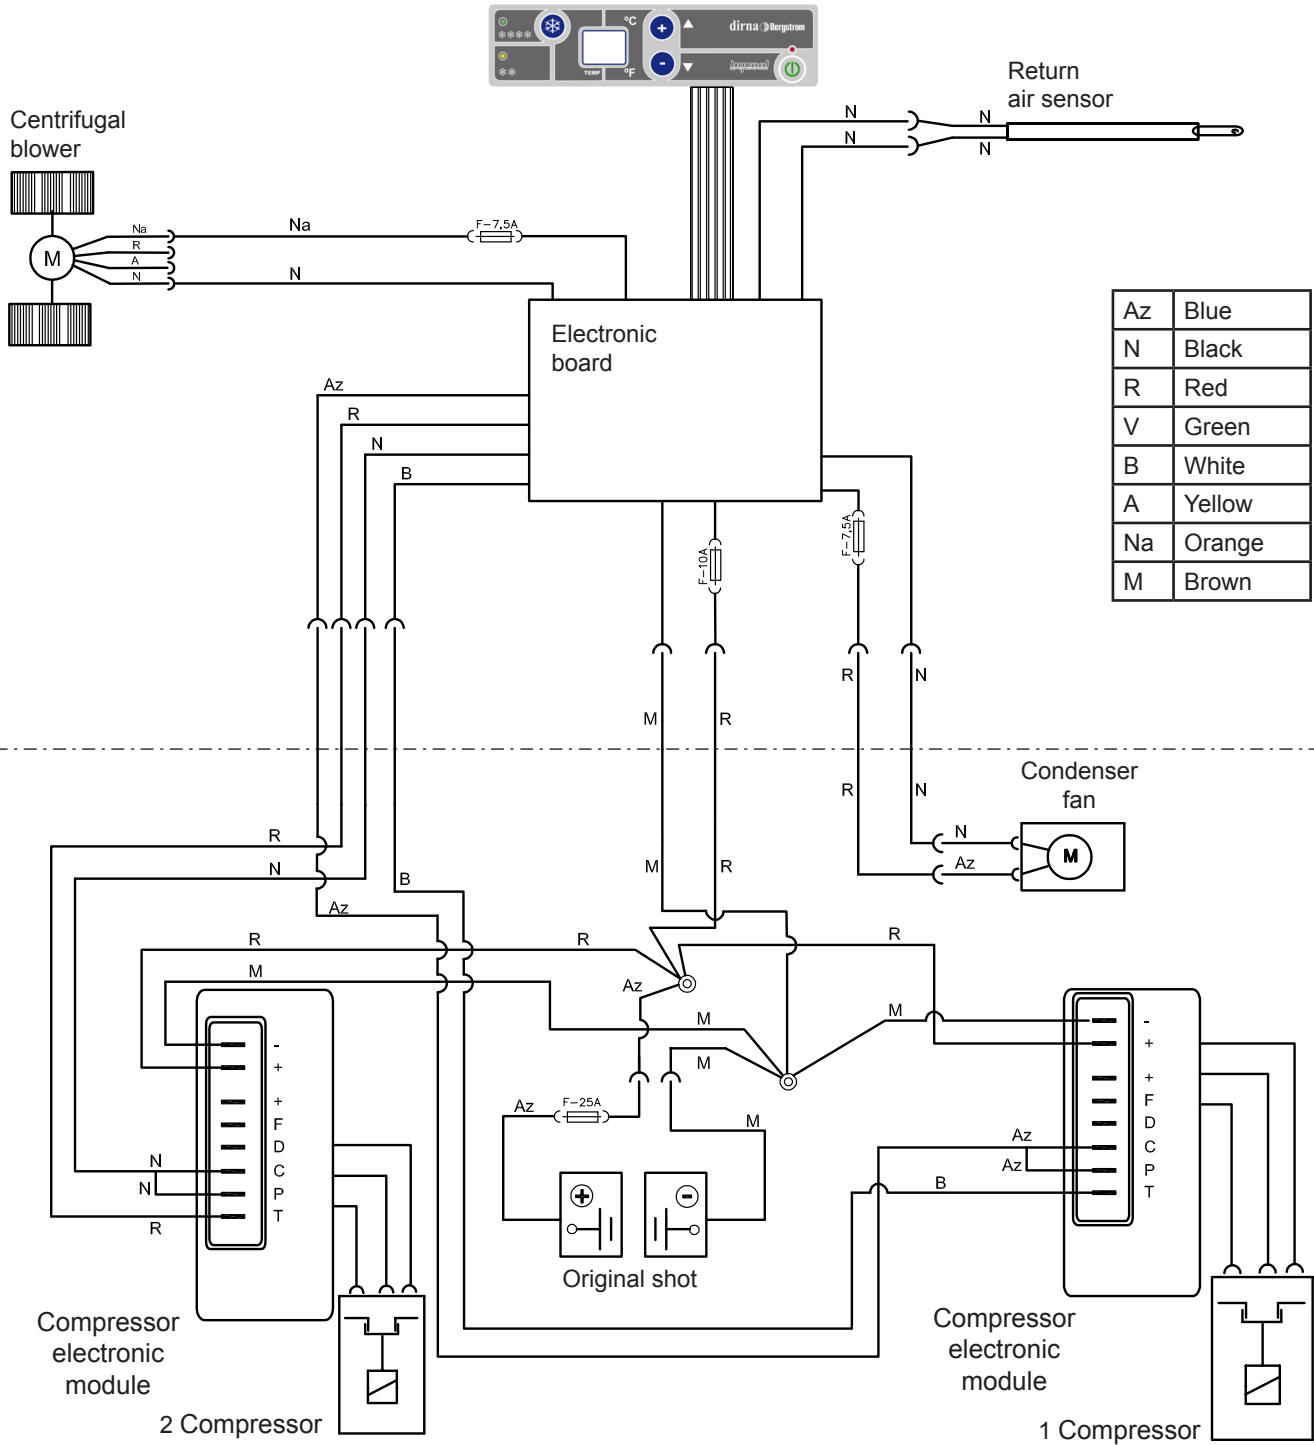 °C
dirna Bergstrom
TEMP
°F
bycool
Return
air sensor
Centrifugal
blower
N
N
N
N
Na
R
A
N
M
Na
F-7,5A
N
Electronic
board
Az Blue
N Black
R Red
V Green
B White
A Yellow
Na Orange
M Brown
Az
R
N
B
F-10A
F-7,5A
R
N
M
R
Condenser
fan
R
N
N
Az
M
R
N
M
R
B
Az
R
R
R
M
Az
M
M
M
-
+
+
F
D
C
P
T
N
N
R
-
+
+
F
D
C
P
T
Az
Az
B
Az
F-25A
M
+
-
Original shot
Compressor
electronic
module
2 Compressor
Compressor
electronic
module
1 Compressor